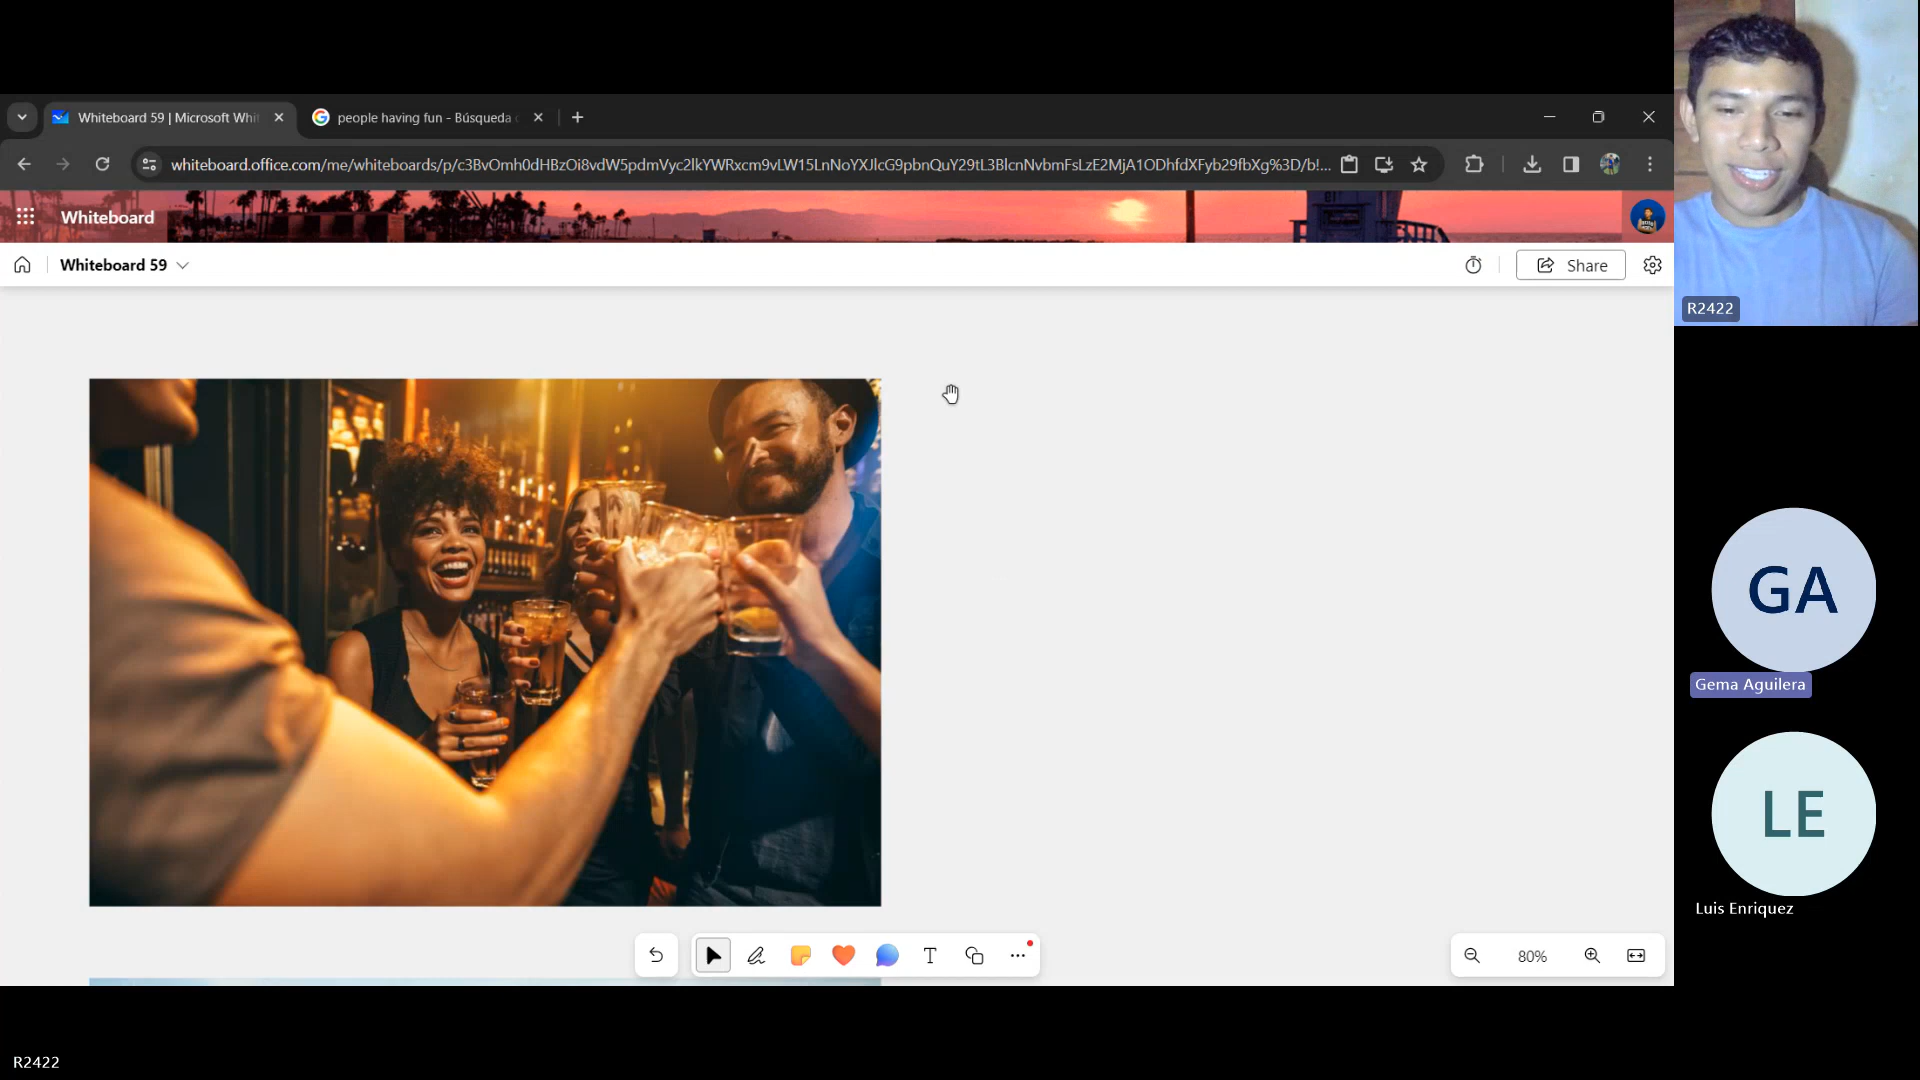 Whiteboard 59 | Microsoft Whi
people having fun - Búsqueda
whiteboard.office.com/me/whiteboards/p/c3BvOmh0dHBzOi8vdW5pdmVyc2lkYWRxcm9vLW15LnNoYXJlcG9pbnQuY29tL3BlcnNvbmFsLzE2MjA1ODhfdXFyb29fbXg%3D/b!...
Whiteboard
Whiteboard 59
Share
T
80%
R2422
GA
Gema Aguilera
LE
Luis Enriquez
R2422